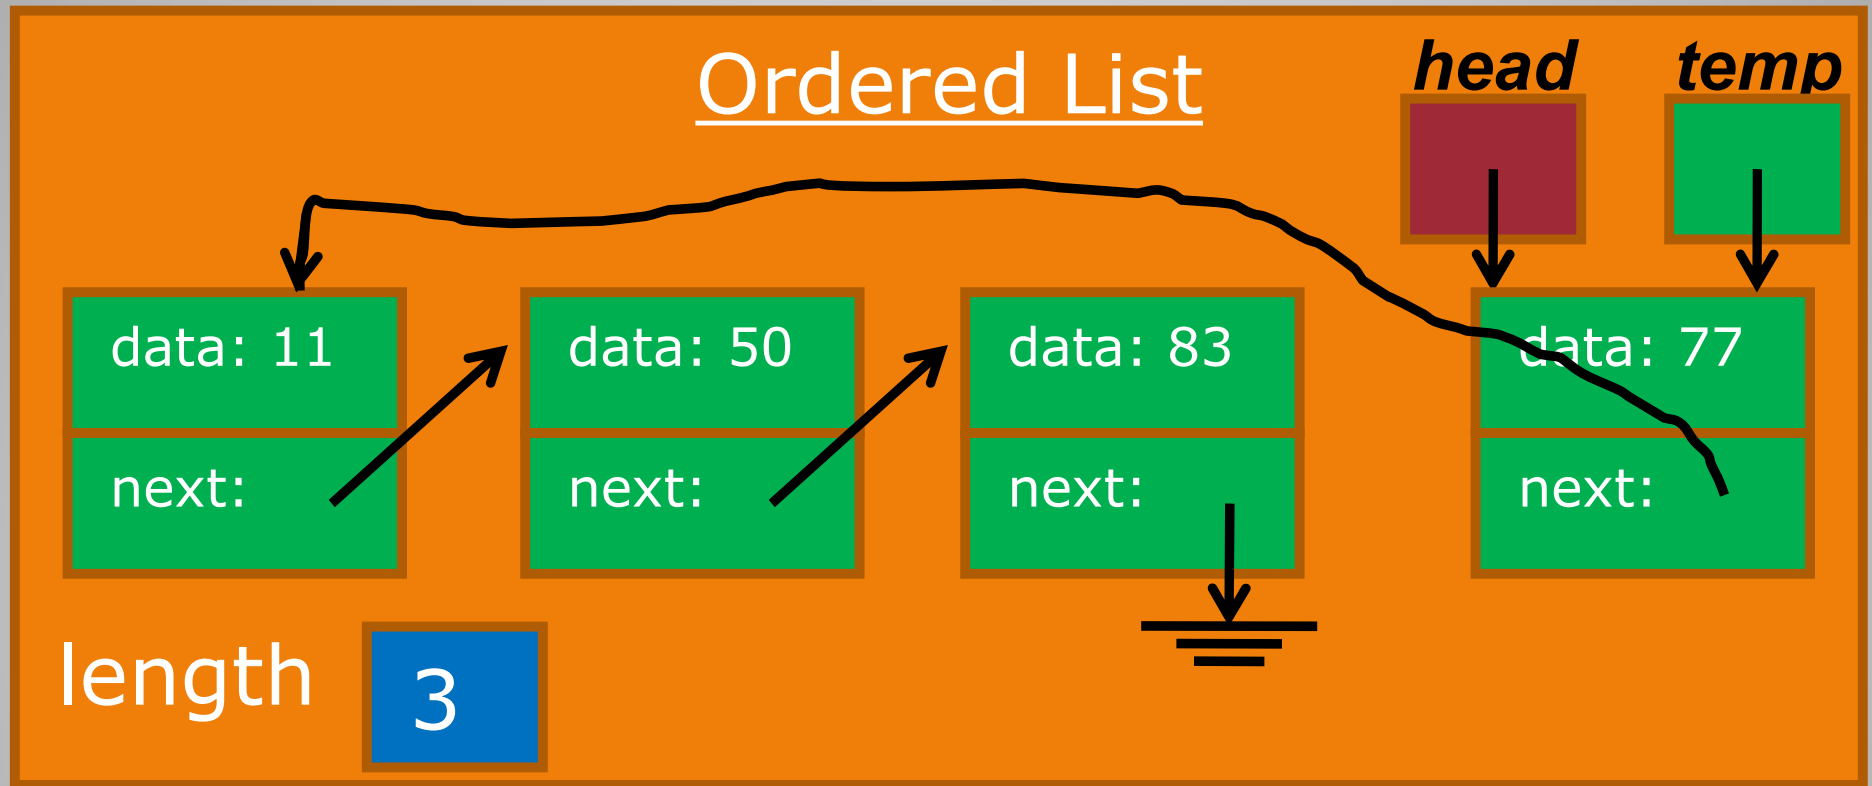 Ordered List
head
temp
data: 11
data: 50
data: 83
data: 77
next:
next:
next:
next:
length
3